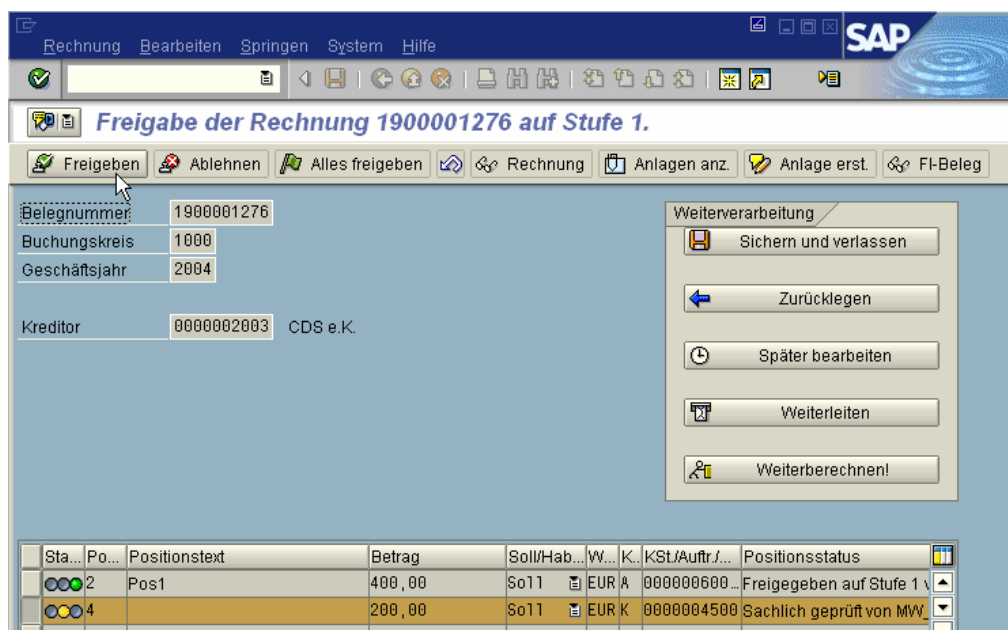 Rechnung Bearbeiten Springen System Hilfe
SAP
Freigabe der Rechnung 1900001276 auf Stufe 1.
Freigeben Ablehnen Alles freigeben Rechnung Anlagen anz. Anlage erst. FI-Beleg
Belegnummer 1900001276
Buchungskreis 1000
Geschäftsjahr 2004
Kreditor 0000002003 CDS e.K.
Weiterverarbeitung
Sichern und verlassen
Zurücklegen
Später bearbeiten
Weiterleiten
Weiterberechnen!
Sta... Po... Positionstext Betrag Soll/Hab... W... K.. KSt./Auftr./... Positionsstatus
2 Pos1 400,00 Soll EUR A 000000600... Freigegeben auf Stufe 1
4 200,00 Soll EUR K 0000004500 Sachlich geprüft von MW_